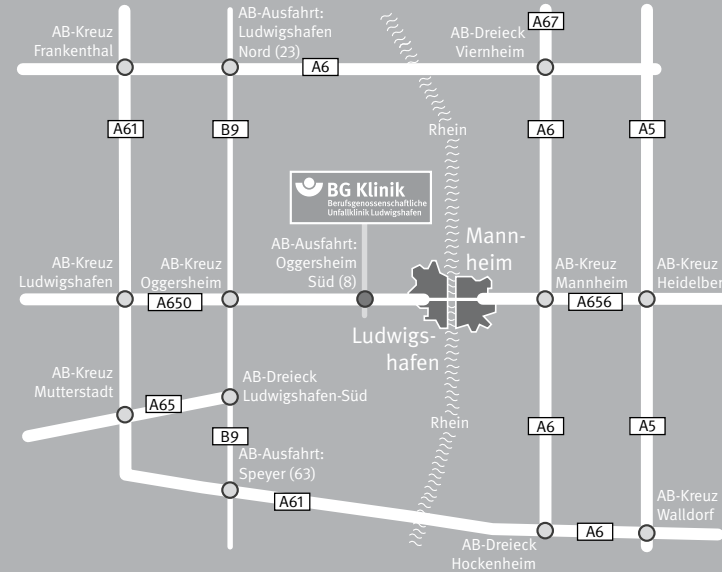 AB-Kreuz
Frankenthal
AB-Ausfahrt:
Ludwigshafen
Nord (23)
A6
AB-Dreieck
Viernheim
A67
A61
B9
Rhein
A6
A5
BG Klinik
Berufsgenossenschaftliche
Unfallklinik Ludwigshafen
AB-Kreuz
Ludwigshafen
AB-Kreuz
Oggersheim
A650
AB-Ausfahrt:
Oggersheim
Süd (8)
Mann-
heim
Ludwigs-
hafen
AB-Kreuz
Mannheim
A656
AB-Kreuz
Heidelber
AB-Kreuz
Mutterstadt
A65
AB-Dreieck
Ludwigshafen-Süd
B9
AB-Ausfahrt:
Speyer (63)
A61
Rhein
A6
A5
AB-Dreieck
Hockenheim
A6
AB-Kreuz
Walldorf